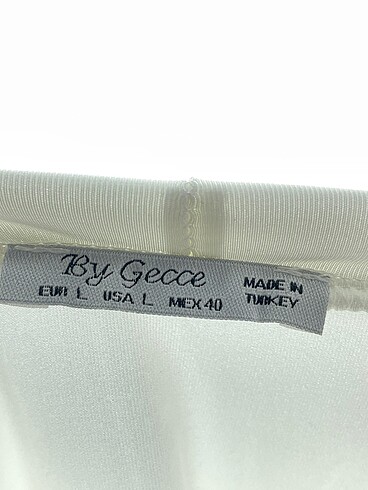 By Gecce
EUR L USA L MEX 40
MADE IN
TURKEY